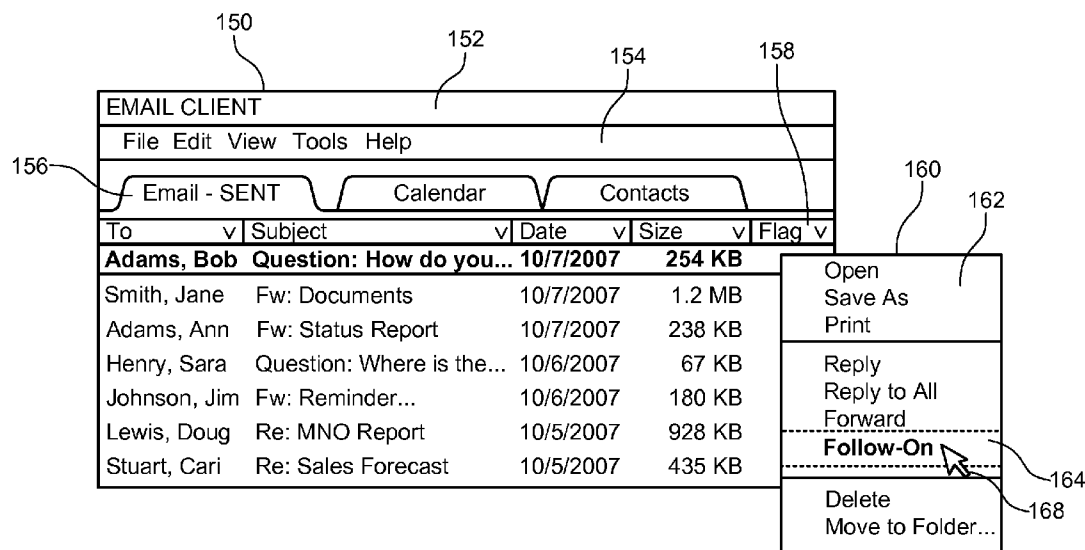 150
152
154
158
EMAIL CLIENT
File Edit View Tools Help
156
Email - SENT Calendar Contacts
160
162
To v Subject v Date v Size v Flag v
Adams, Bob Question: How do you... 10/7/2007 254 KB
Smith, Jane Fw: Documents 10/7/2007 1.2 MB
Adams, Ann Fw: Status Report 10/7/2007 238 KB
Henry, Sara Question: Where is the... 10/6/2007 67 KB
Johnson, Jim Fw: Reminder... 10/6/2007 180 KB
Lewis, Doug Re: MNO Report 10/5/2007 928 KB
Stuart, Cari Re: Sales Forecast 10/5/2007 435 KB
Open
Save As
Print
Reply
Reply to All
Forward
Follow-On
164
168
Delete
Move to Folder...